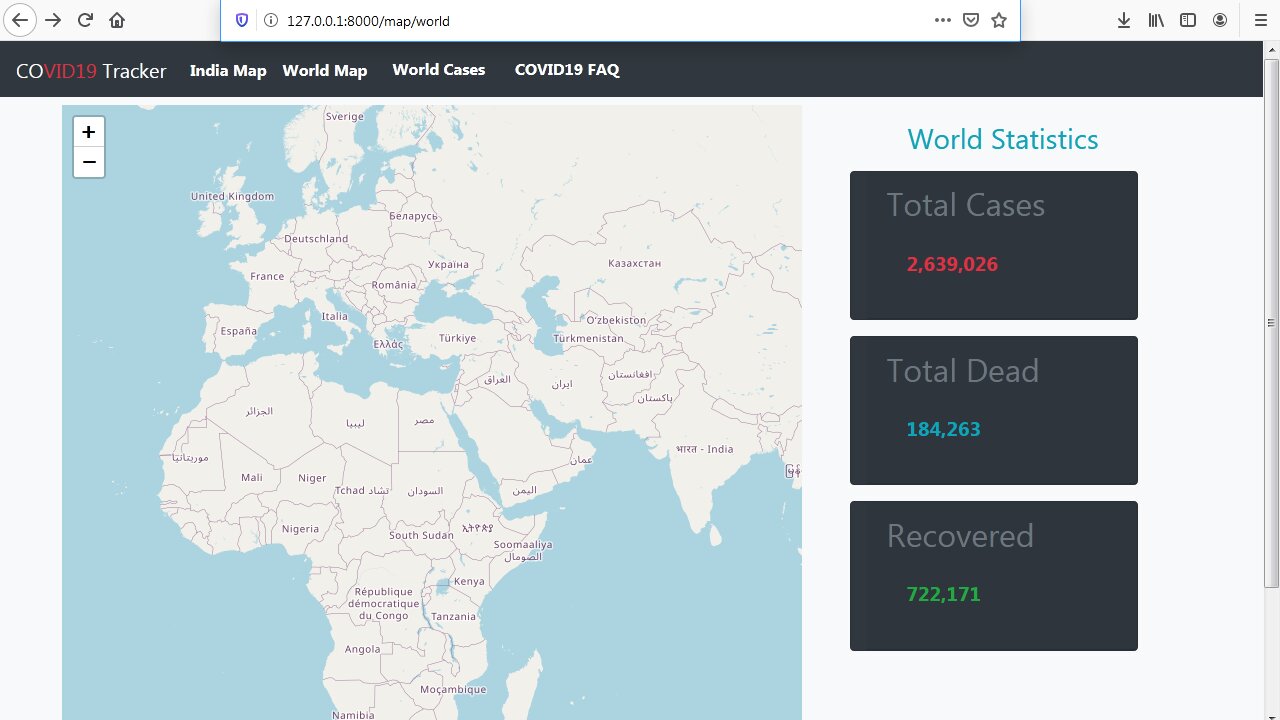 127.0.0.1:8000/map/world
COVID19 Tracker India Map World Map World Cases COVID19 FAQ
+
−
Sverige
United Kingdom
Беларусь
Deutschland
Україна
France
Казахстан
România
Italia
O'zbekiston
España
Ελλάς
Türkiye
Türkmenistan
العراق
ایران
افغانستان
پاکستان
الجزائر
ليبيا
مصر
भारत - India
موريتانيا
عمان
Mali
Niger
Tchad تشاد
السودان
اليمن
Nigeria
South Sudan
ኢትዮጵያ
Soomaaliya
الصومال
Kenya
République
démocratique
du Congo
Tanzania
Angola
Moçambique
Namibia
World Statistics
Total Cases
2,639,026
Total Dead
184,263
Recovered
722,171